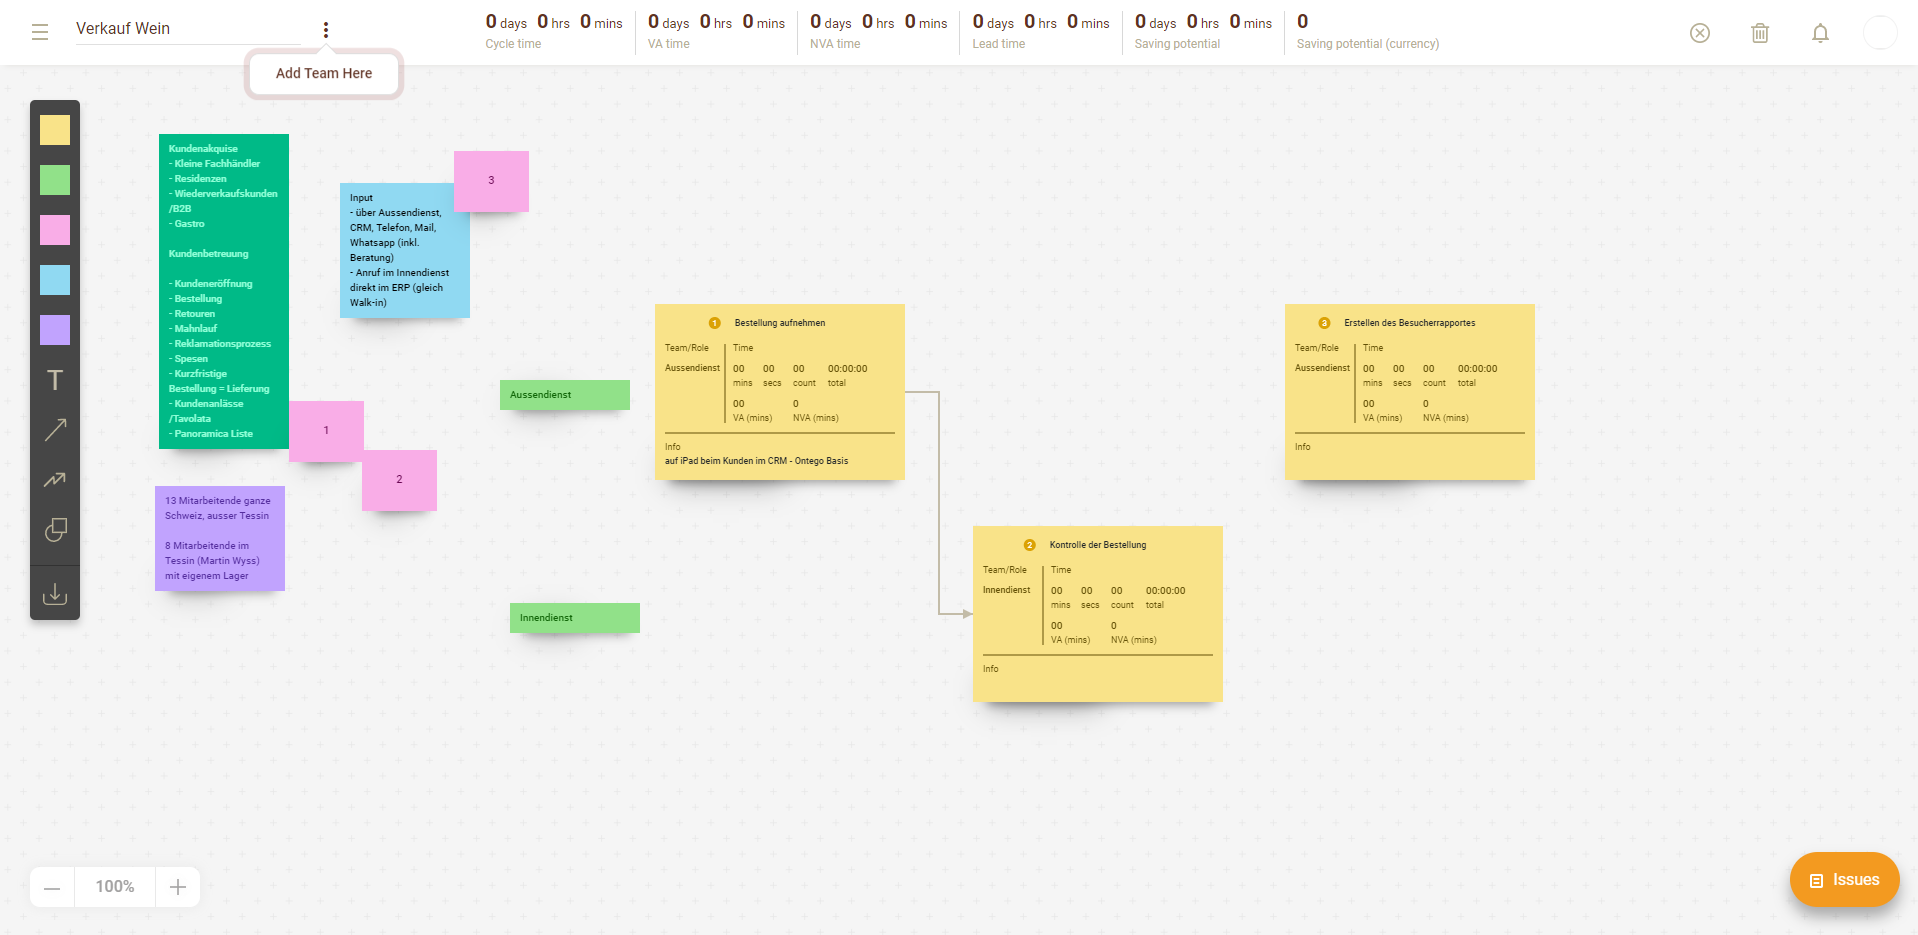 Verkauf Wein
0 days 0 hrs 0 mins
Cycle time
0 days 0 hrs 0 mins
VA time
0 days 0 hrs 0 mins
NVA time
0 days 0 hrs 0 mins
Lead time
0 days 0 hrs 0 mins
Saving potential
0
Saving potential (currency)
Add Team Here
Kundenakquise
- Kleine Fachhändler
- Residenzen
- Wiederverkaufskunden
/B2B
- Gastro
Kundenbetreuung
- Kundeneröffnung
- Bestellung
- Retouren
- Mahnlauf
- Reklamationsprozess
- Spesen
- Kurzfristige
Bestellung = Lieferung
- Kundenanlässe
/Tavolata
- Panoramica Liste
1
2
3
Input
- über Aussendienst,
CRM, Telefon, Mail,
Whatsapp (inkl.
Beratung)
- Anruf im Innendienst
direkt im ERP (gleich
Walk-in)
13 Mitarbeitende ganze
Schweiz, ausser Tessin
8 Mitarbeitende im
Tessin (Martin Wyss)
mit eigenem Lager
Aussendienst
Innendienst
1 Bestellung aufnehmen
Team/Role Time
Aussendienst 00 00 00 00:00:00
mins secs count total
00 0
VA (mins) NVA (mins)
Info
auf iPad beim Kunden im CRM - Ontego Basis
2 Kontrolle der Bestellung
Team/Role Time
Innendienst 00 00 00 00:00:00
mins secs count total
00 0
VA (mins) NVA (mins)
Info
3 Erstellen des Besucherrapportes
Team/Role Time
Aussendienst 00 00 00 00:00:00
mins secs count total
00 0
VA (mins) NVA (mins)
Info
T
100%
Issues